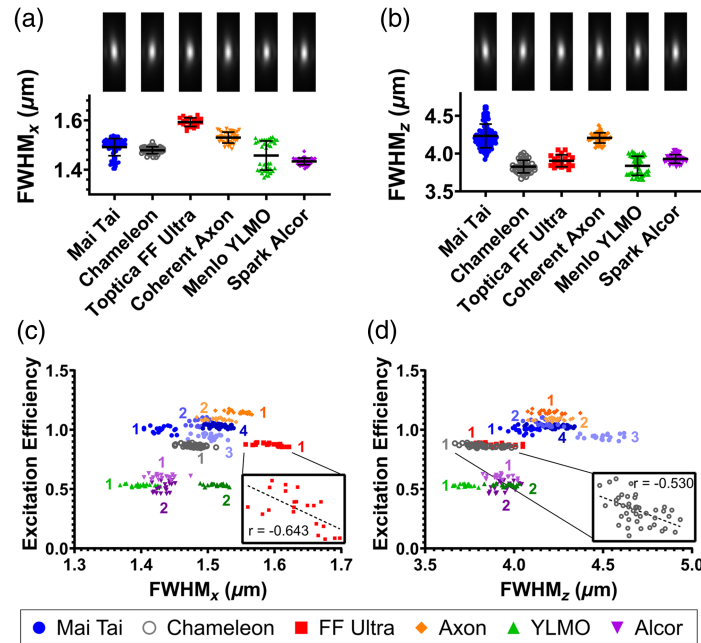 (a)
FWHMx (µm)
1.6
1.4
Mai Tai
Chameleon
Toptica FF Ultra
Coherent Axon
Menlo YLMO
Spark Alcor
(b)
FWHMz (µm)
4.5
4.0
3.5
Mai Tai
Chameleon
Toptica FF Ultra
Coherent Axon
Menlo YLMO
Spark Alcor
(c)
Excitation Efficiency
1.5
1.0
0.5
0.0
1
2
2
1
4
3
1
1
1
1
2
2
r = -0.643
1.3
1.4
1.5
1.6
1.7
FWHMx (µm)
(d)
Excitation Efficiency
1.5
1.0
0.5
0.0
1
2
2
1
4
3
1
1
1
1
2
2
r = -0.530
3.5
4.0
4.5
5.0
FWHMz (µm)
Mai Tai
Chameleon
FF Ultra
Axon
YLMO
Alcor